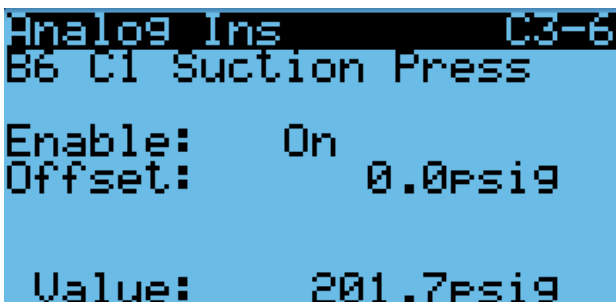 Analog Ins C3-6
B6 C1 Suction Press
Enable: On
Offset: 0.0psig
Value: 201.7psig